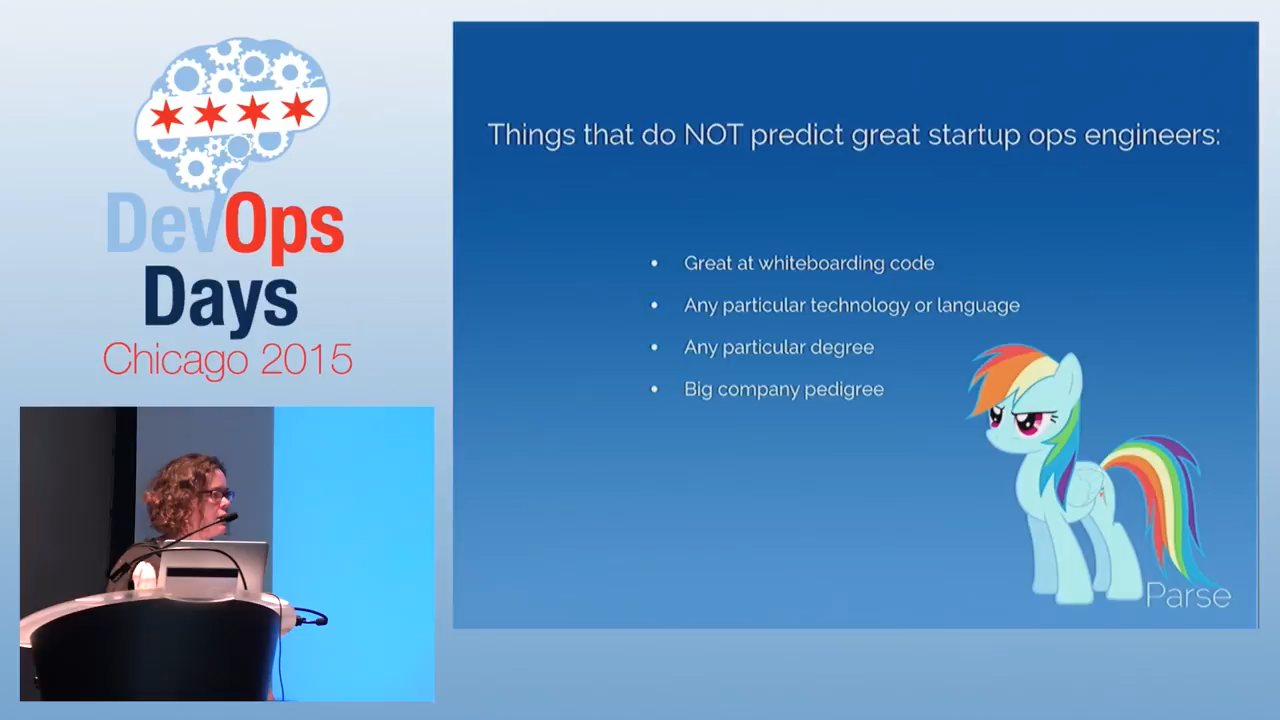 DevOps
Days
Chicago 2015
Things that do NOT predict great startup ops engineers:
• Great at whiteboarding code
• Any particular technology or language
• Any particular degree
• Big company pedigree
Parse